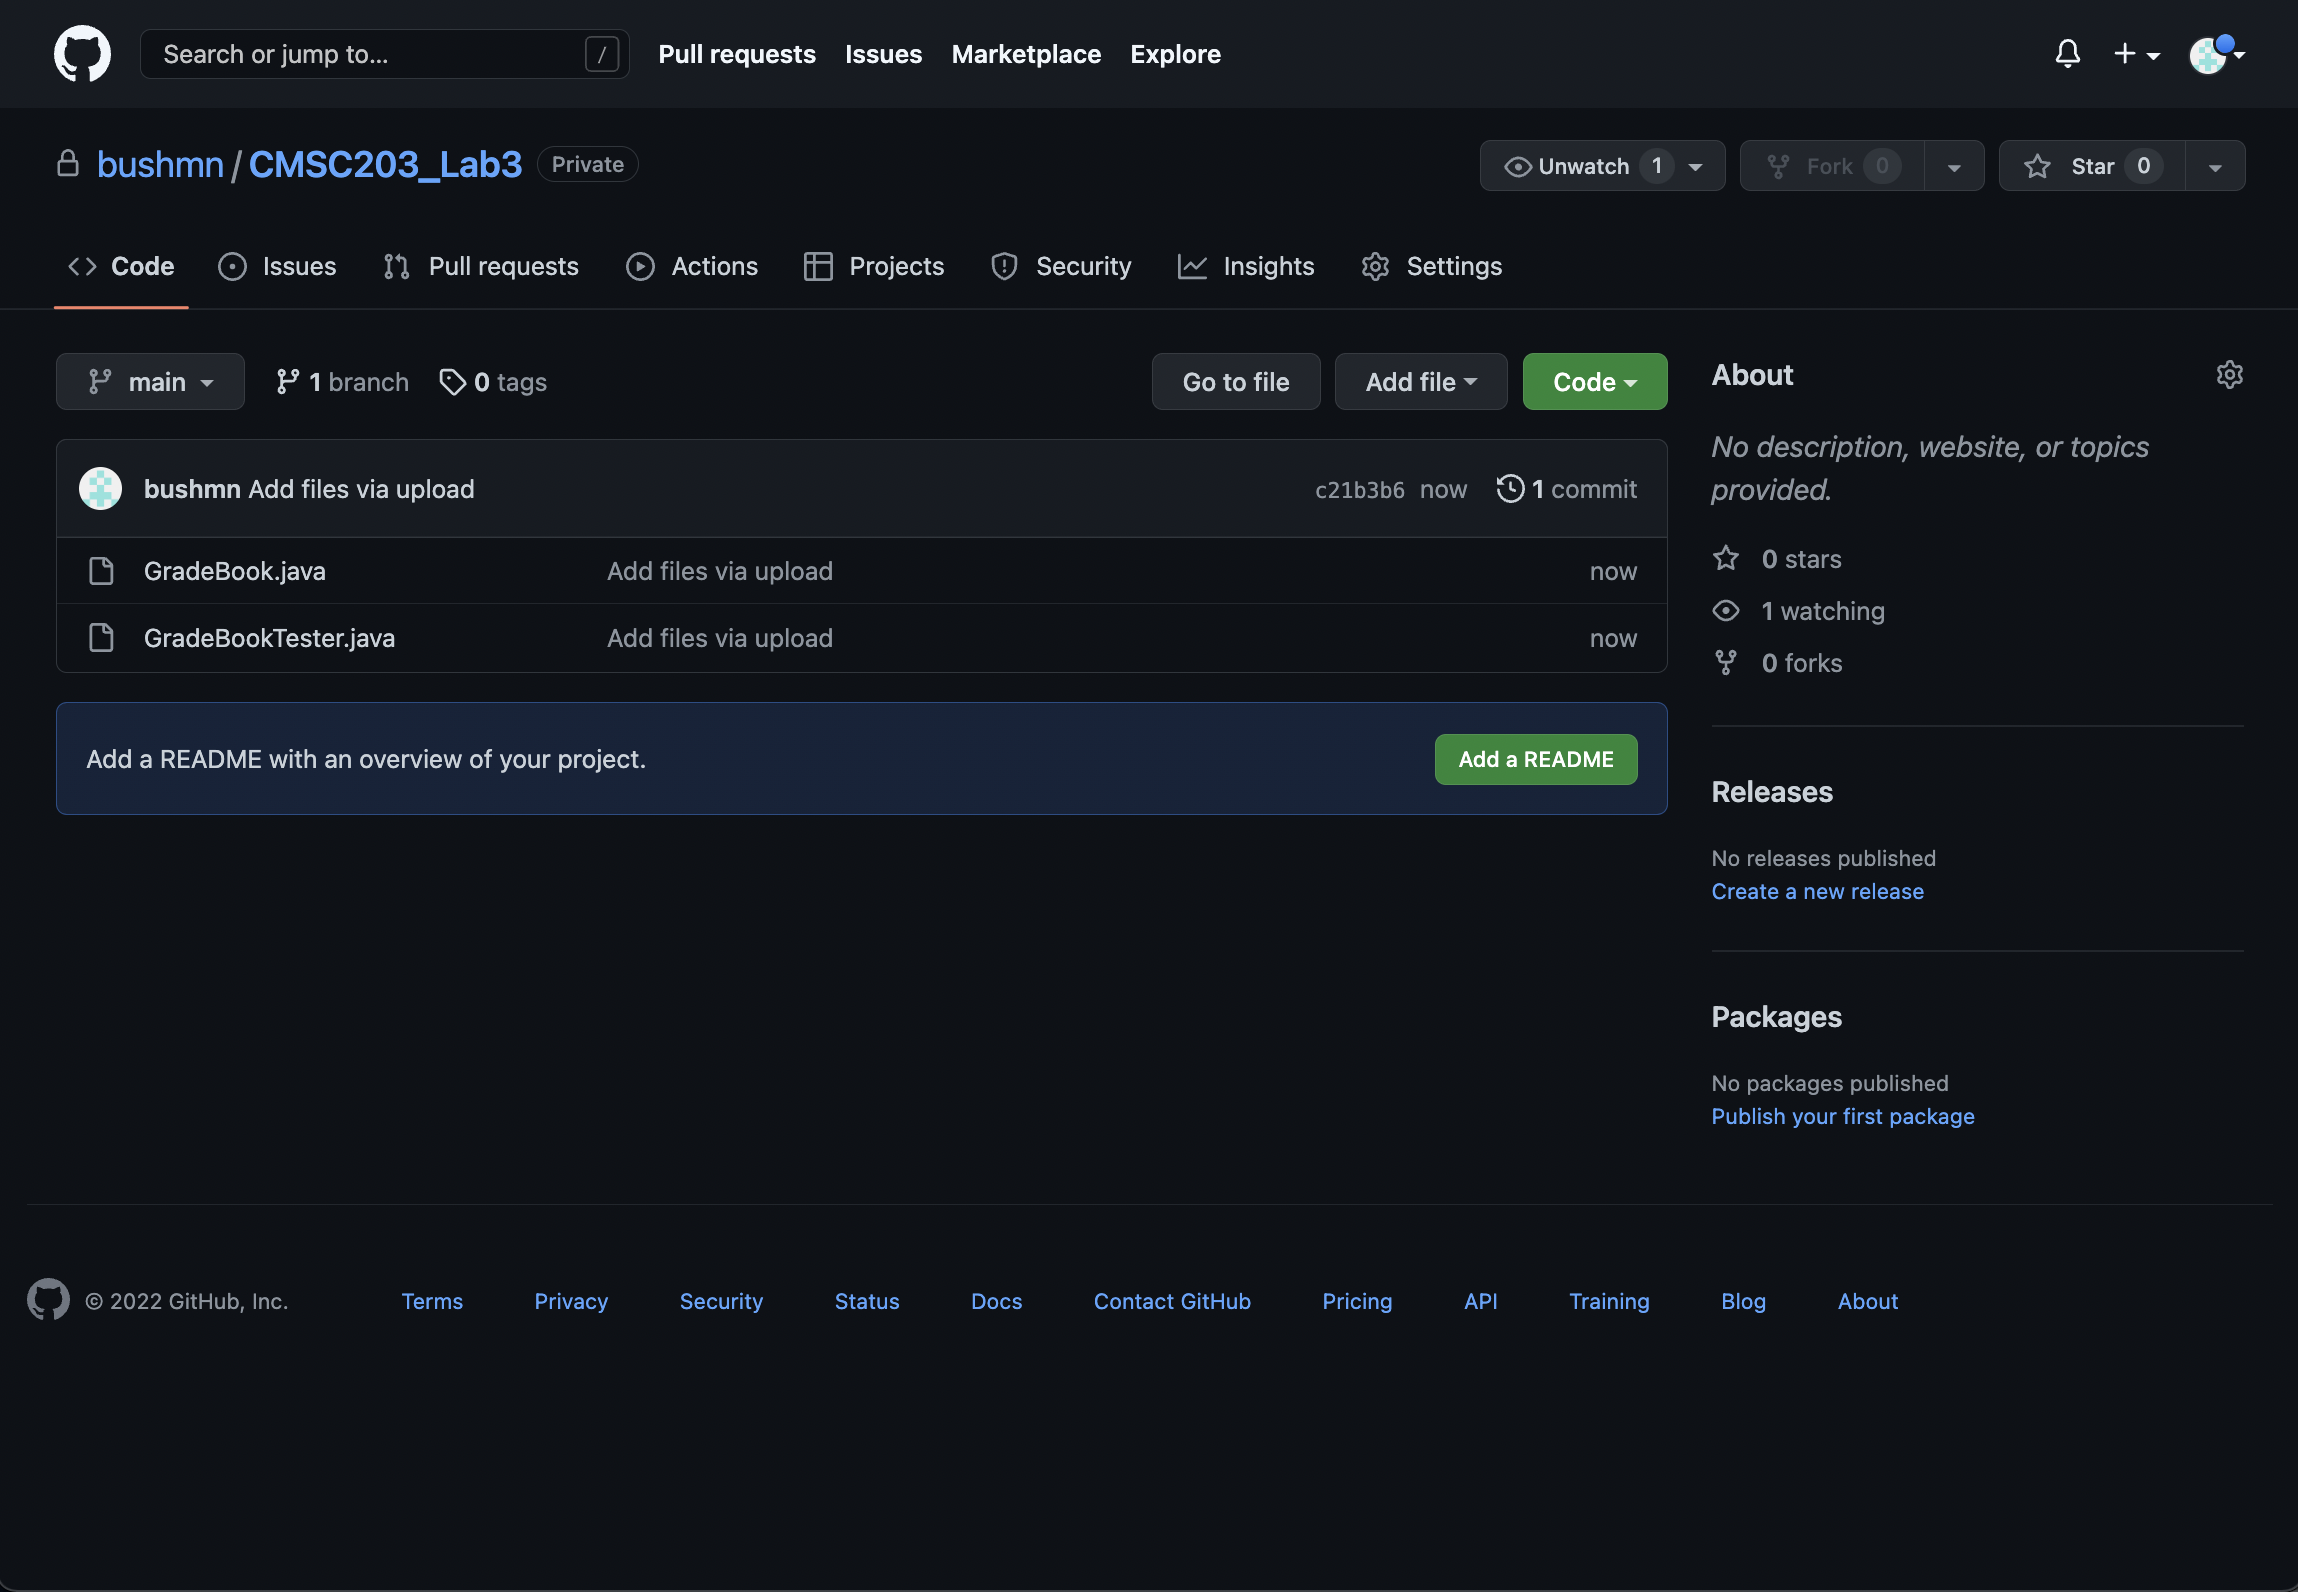 Search or jump to... / Pull requests Issues Marketplace Explore
bushmn / CMSC203_Lab3 Private Unwatch 1 Fork 0 Star 0
Code Issues Pull requests Actions Projects Security Insights Settings
main 1 branch 0 tags Go to file Add file Code
bushmn Add files via upload c21b3b6 now 1 commit
GradeBook.java Add files via upload now
GradeBookTester.java Add files via upload now
Add a README with an overview of your project. Add a README
About
No description, website, or topics
provided.
0 stars
1 watching
0 forks
Releases
No releases published
Create a new release
Packages
No packages published
Publish your first package
© 2022 GitHub, Inc. Terms Privacy Security Status Docs Contact GitHub Pricing API Training Blog About